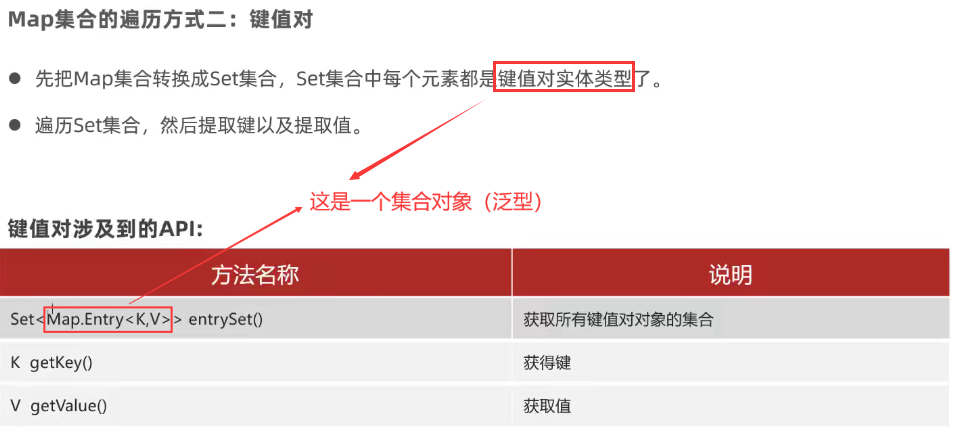 Map集合的遍历方式二：键值对
● 先把Map集合转换成Set集合，Set集合中每个元素都是键值对实体类型了。
● 遍历Set集合，然后提取键以及提取值。
这是一个集合对象（泛型）
键值对涉及到的API:
方法名称 说明
Set<Map.Entry<K,V>> entrySet() 获取所有键值对对象的集合
K getKey() 获得键
V getValue() 获取值